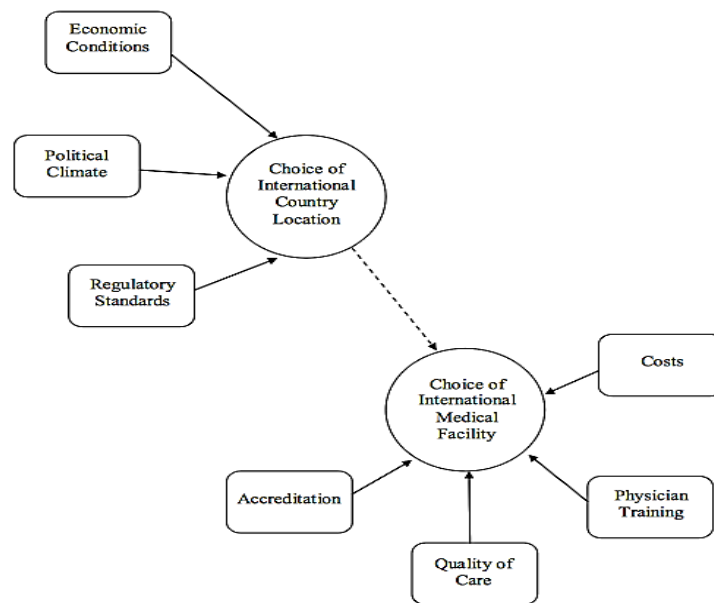 Economic
Conditions
Political
Climate
Choice of
International
Country
Location
Regulatory
Standards
Choice of
International
Medical
Facility
Costs
Accreditation
Physician
Training
Quality of
Care